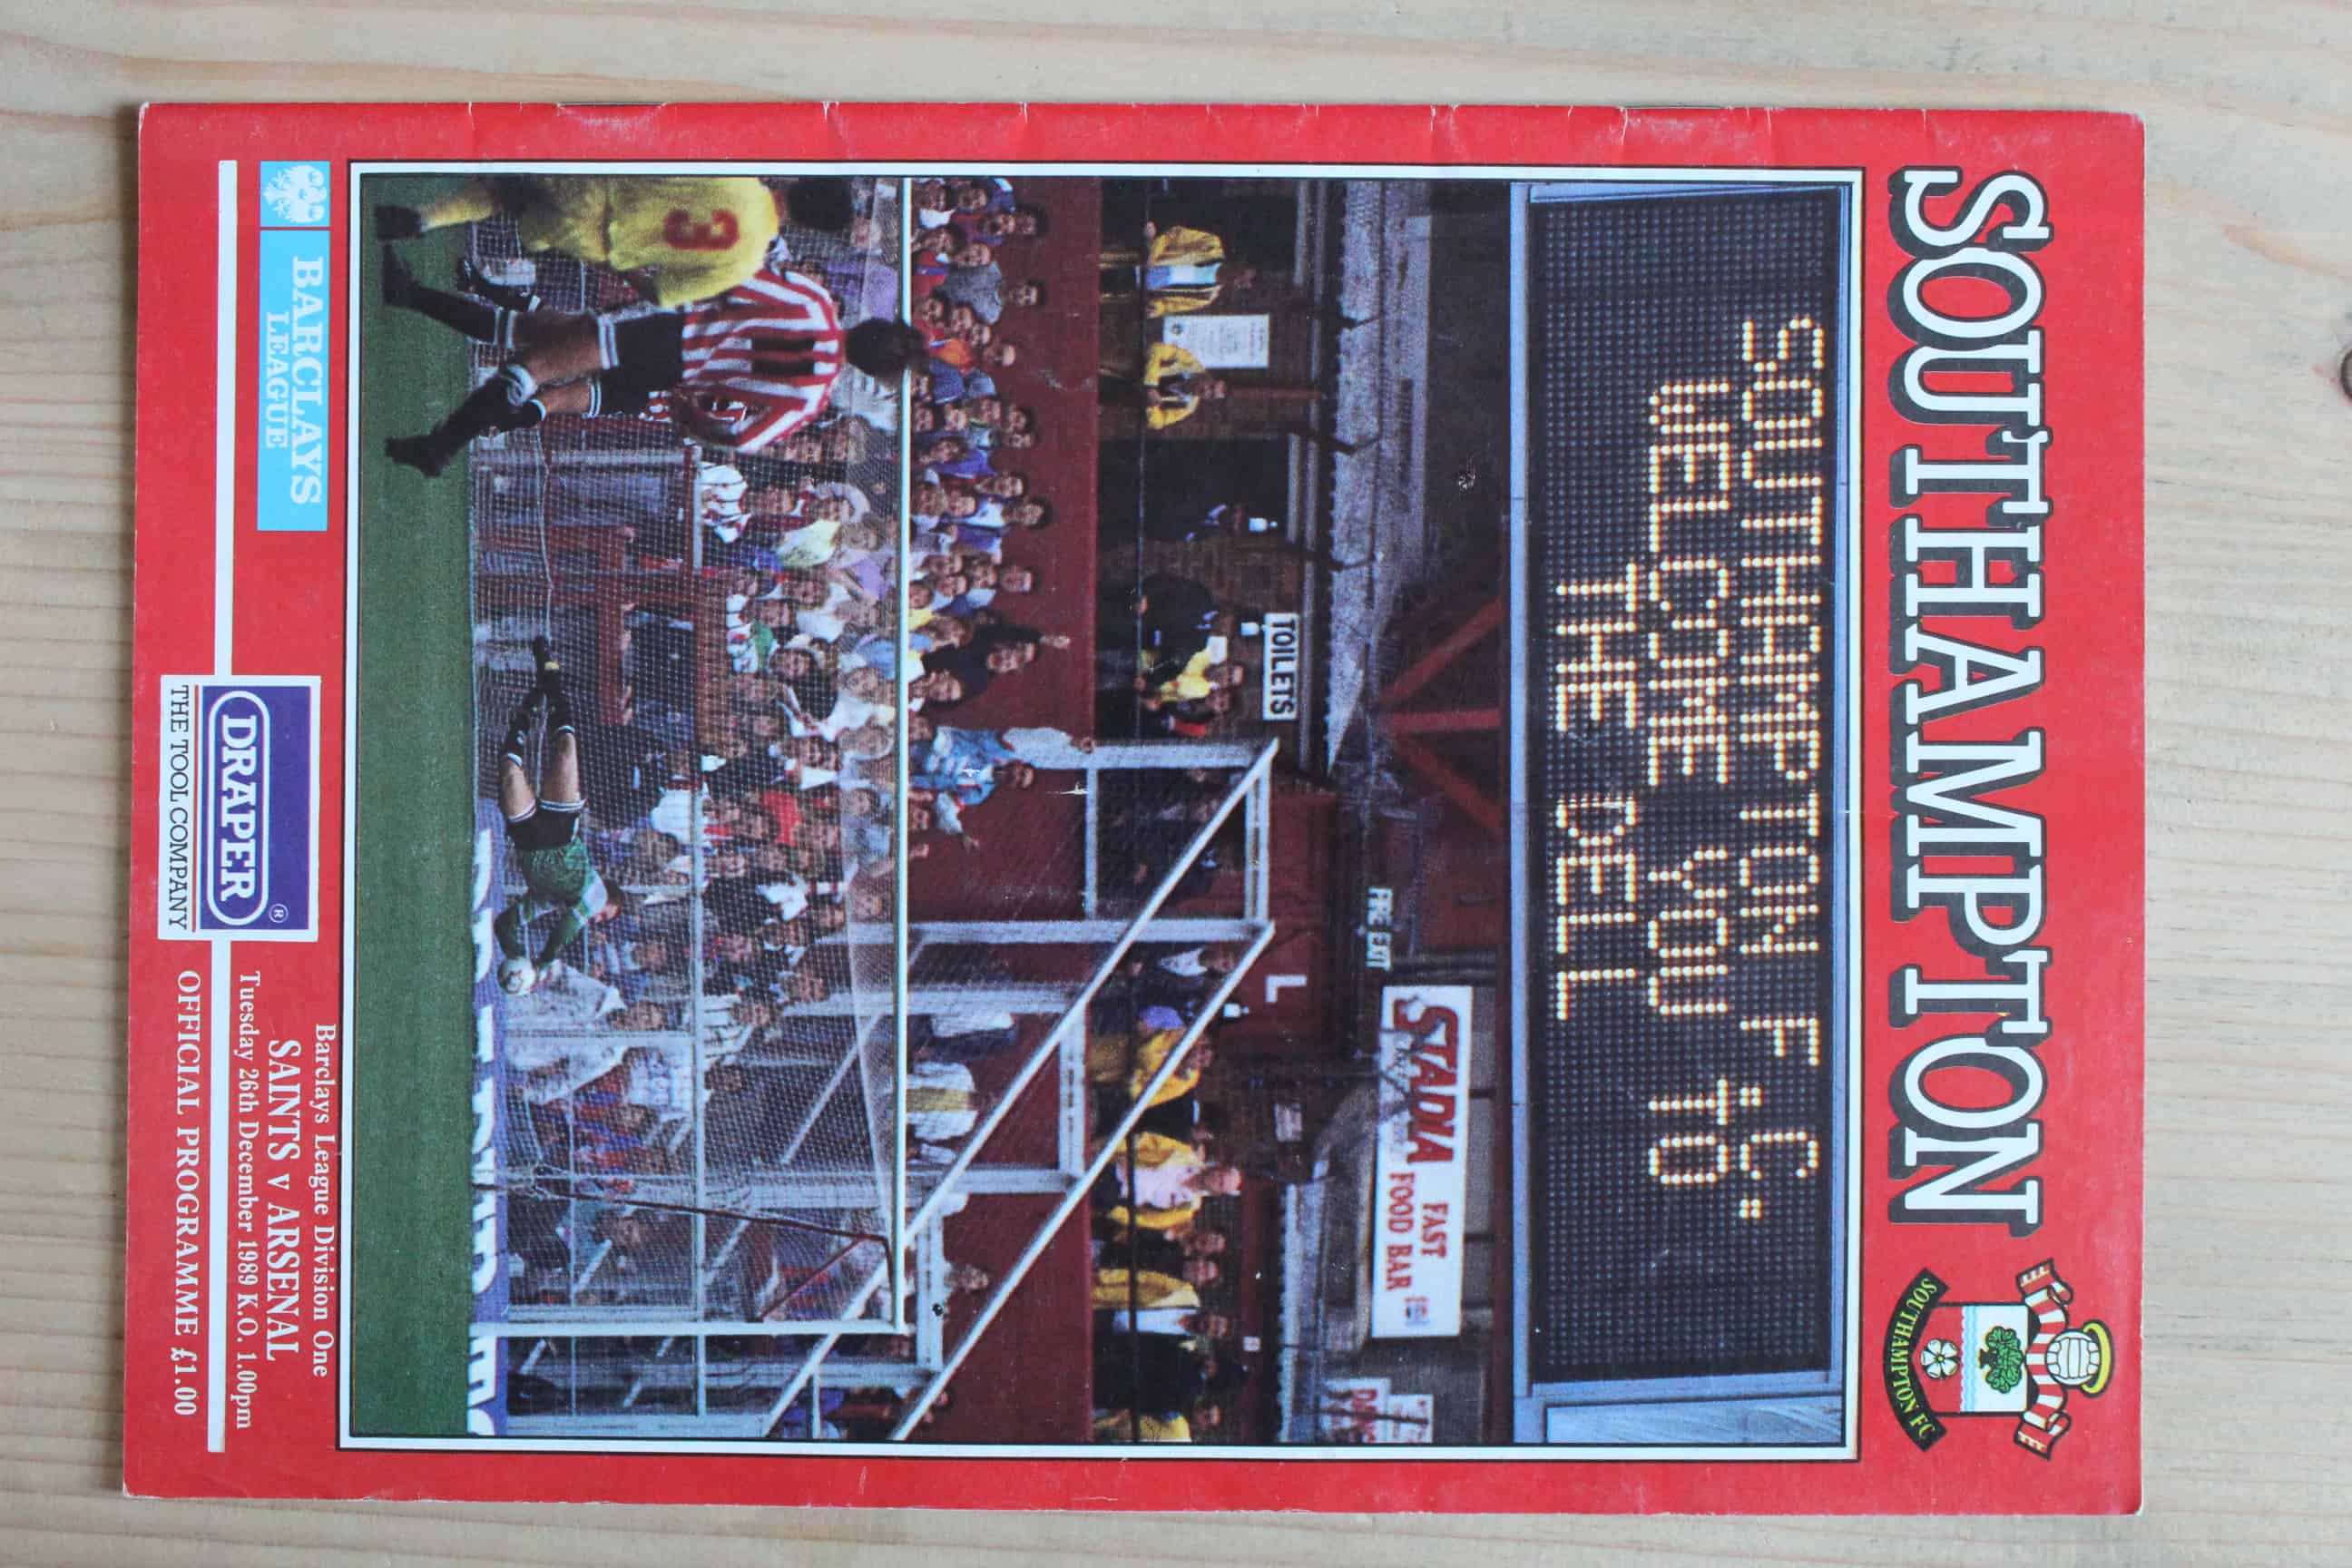 SOUTHAMPTON
SOUTHAMPTON FC
SOUTHAMPTON F.C.
WELCOME YOU TO
THE DELL
STADIA
FAST
FOOD BAR
FIRE EXIT
L
TOILETS
3
11
BARCLAYS
LEAGUE
DRAPER®
THE TOOL COMPANY
Barclays League Division One
SAINTS v ARSENAL
Tuesday 26th December 1989 K.O. 1.00pm
OFFICIAL PROGRAMME £1.00